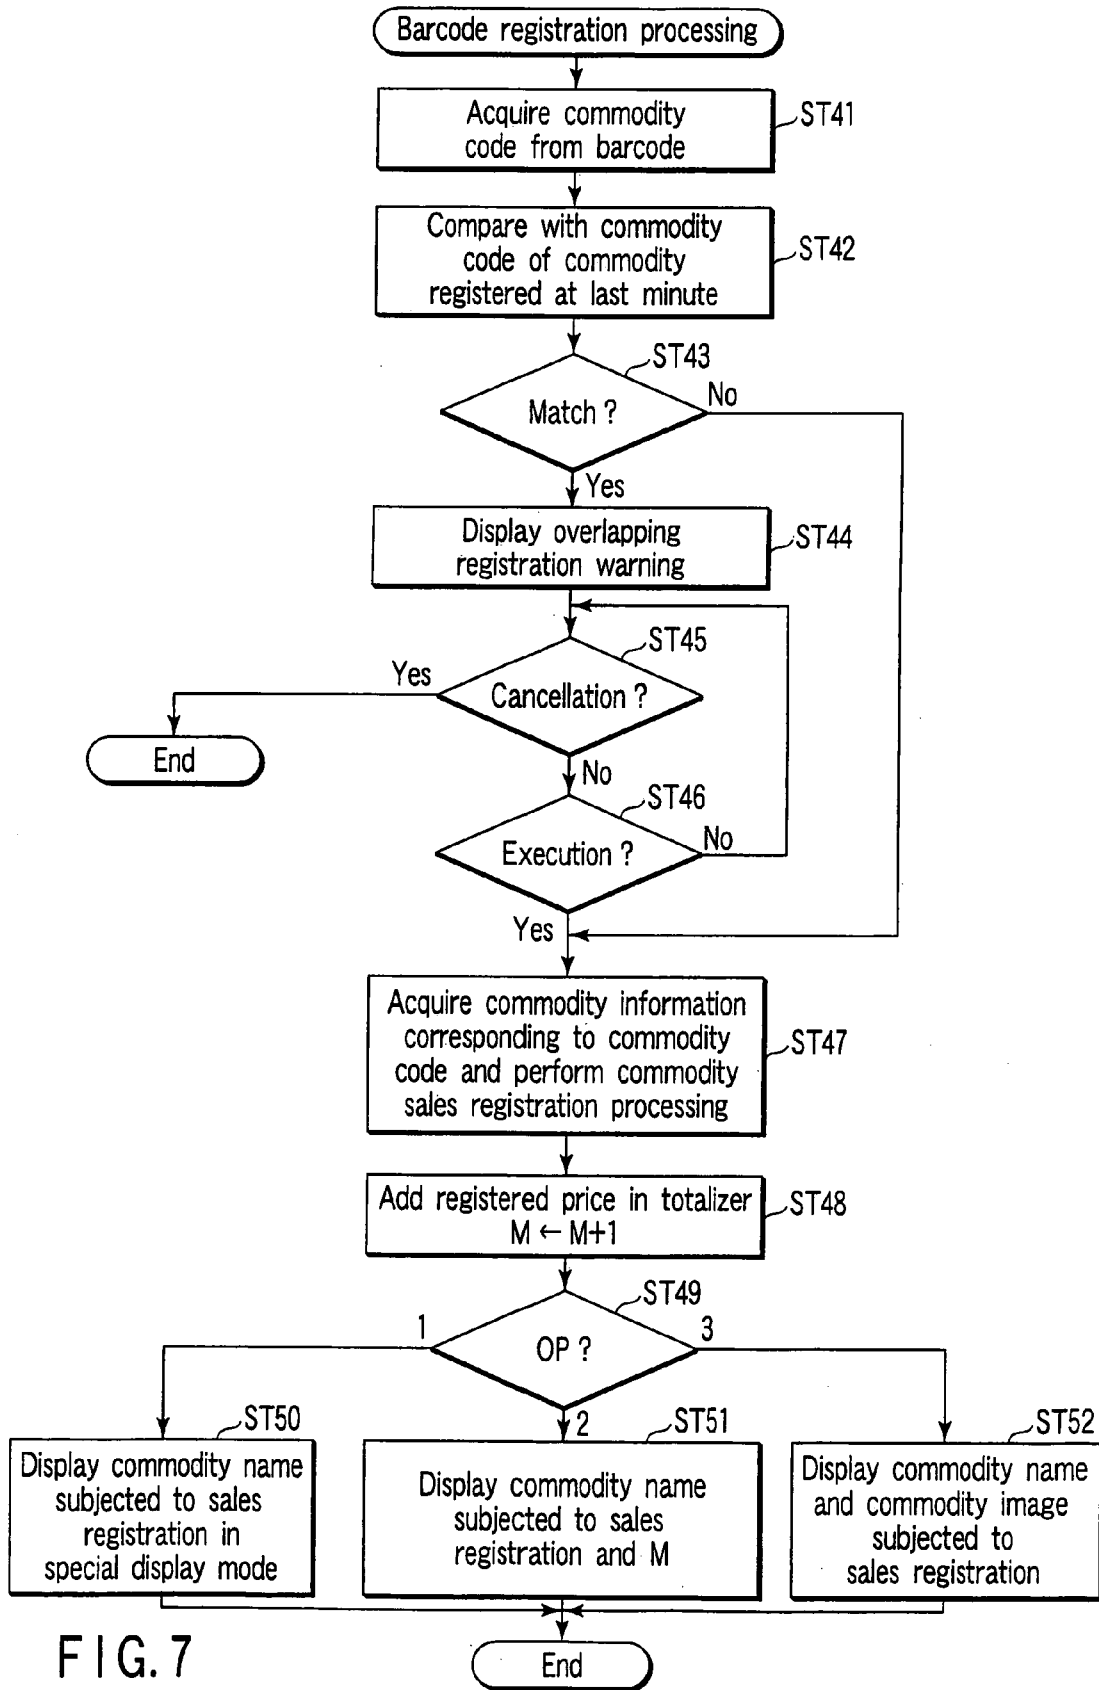 Barcode registration processing
Acquire commodity
code from barcode
ST41
Compare with commodity
code of commodity
registered at last minute
ST42
ST43
Match ?
No
Yes
Display overlapping
registration warning
ST44
ST45
Yes
Cancellation ?
End
No
ST46
Execution ?
No
Yes
Acquire commodity information
corresponding to commodity
code and perform commodity
sales registration processing
ST47
Add registered price in totalizer
M ← M+1
ST48
ST49
1
OP ?
3
2
ST50
Display commodity name
subjected to sales
registration in
special display mode
ST51
Display commodity name
subjected to sales
registration and M
ST52
Display commodity name
and commodity image
subjected to
sales registration
End
FIG. 7